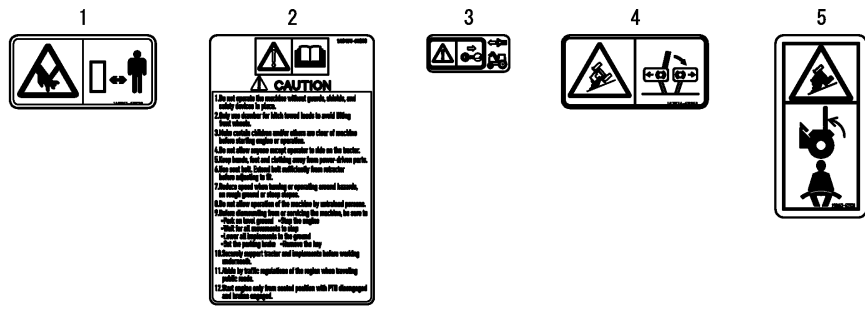 1
2
3
4
5
CAUTION
1.Do not operate the machine without guards, shields, and
safety devices in place.
2.Only use drawbar for hitch towed loads to avoid lifting
front wheels.
3.Make certain children and/or others are clear of machine
before starting engine or operation.
4.Do not allow anyone except operator to ride on the tractor.
5.Keep hands, feet and clothing away from power-driven parts.
6.Use seat belt. Extend belt sufficiently from retractor
before adjusting to fit.
7.Reduce speed when turning or operating around hazards,
on rough ground or steep slopes.
8.Do not allow operation of the machine by untrained persons.
9.Before dismounting from or servicing the machine, be sure to
•Park on level ground •Stop the engine
•Wait for all movements to stop
•Lower all implements to the ground
•Set the parking brake •Remove the key
10.Securely support tractor and implements before working
underneath.
11.Abide by traffic regulations of the region when traveling
public roads.
12.Start engine only from seated position with PTO disengaged
and brakes engaged.